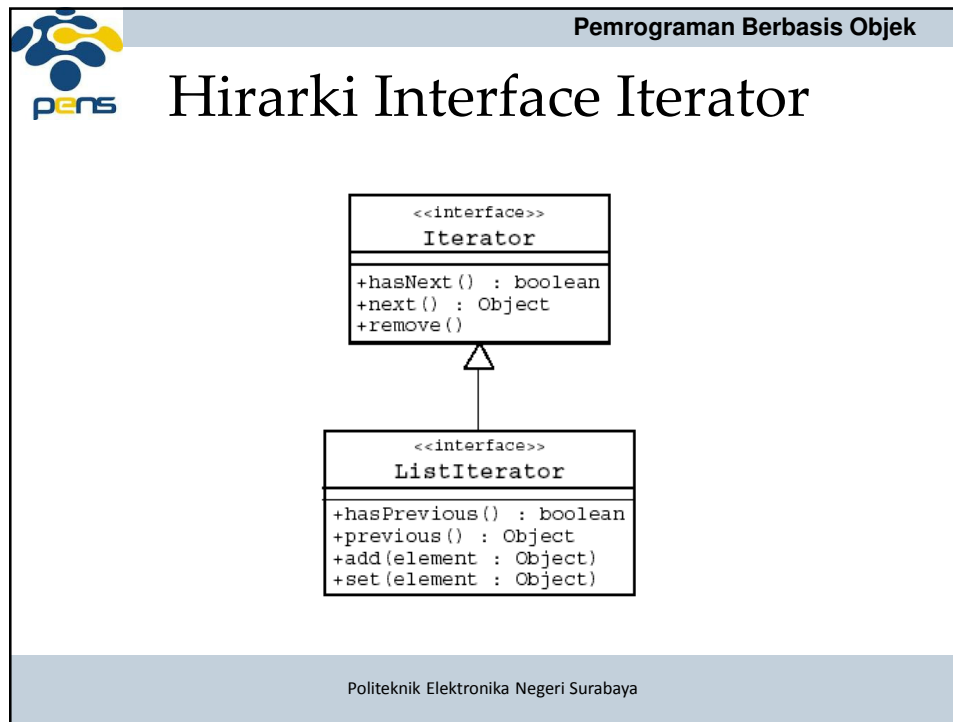 Pemrograman Berbasis Objek
pens
Hirarki Interface Iterator
<<interface>>
Iterator
+hasNext() : boolean
+next() : Object
+remove()
<<interface>>
ListIterator
+hasPrevious() : boolean
+previous() : Object
+add(element : Object)
+set(element : Object)
Politeknik Elektronika Negeri Surabaya